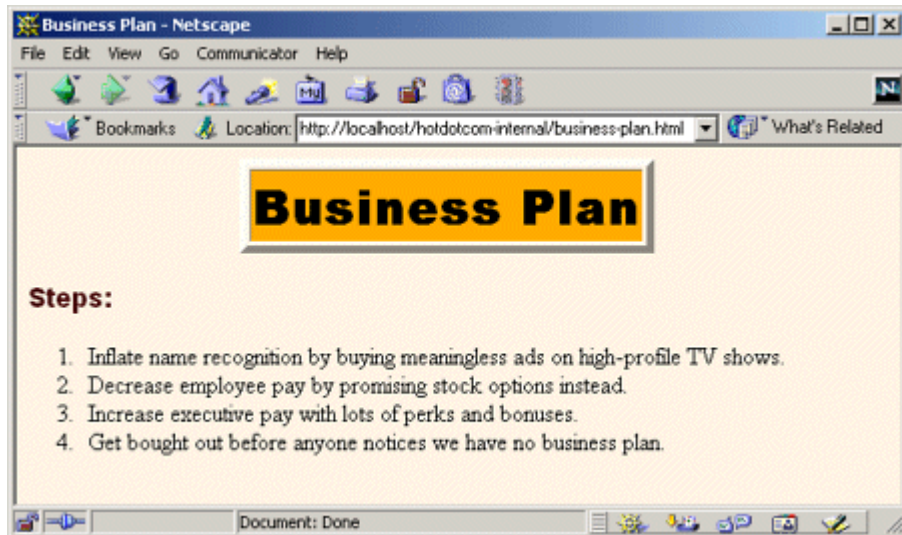 Business Plan - Netscape
File Edit View Go Communicator Help
My
N
Bookmarks Location: http://localhost/hotdotcom-internal/business-plan.html What's Related
Business Plan
Steps:
1. Inflate name recognition by buying meaningless ads on high-profile TV shows.
2. Decrease employee pay by promising stock options instead.
3. Increase executive pay with lots of perks and bonuses.
4. Get bought out before anyone notices we have no business plan.
Document: Done